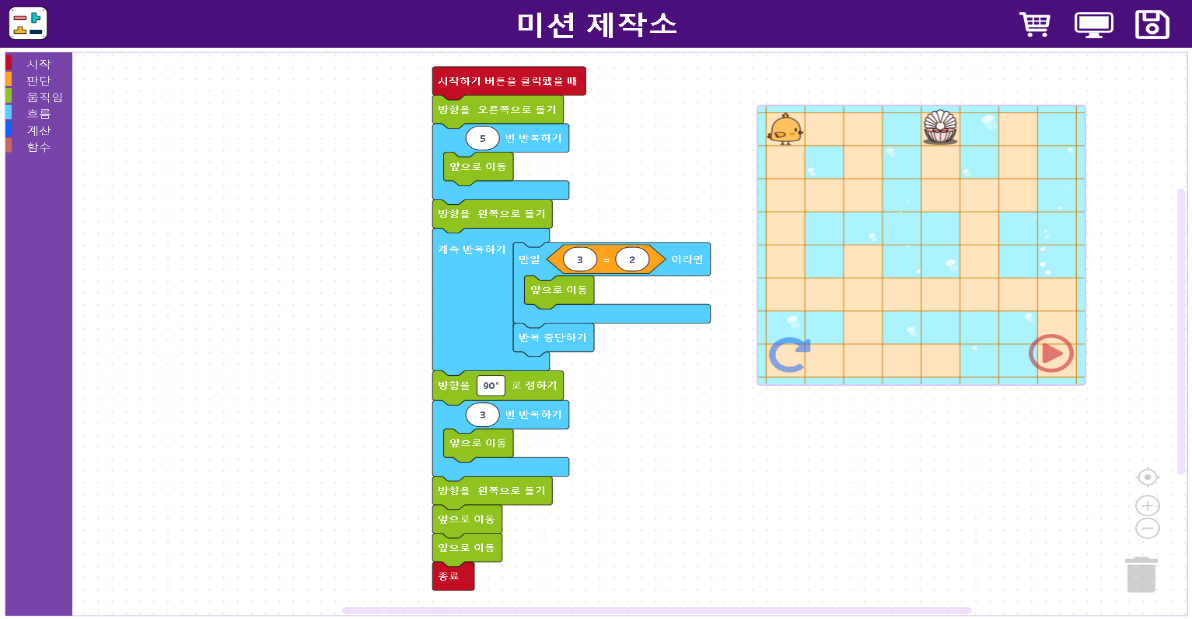 미션 제작소
시작
판단
움직임
흐름
계산
함수
시작하기 버튼을 클릭했을 때
방향을 오른쪽으로 돌기
5 번 반복하기
앞으로 이동
방향을 왼쪽으로 돌기
계속 반복하기
만일 3 = 2 이라면
앞으로 이동
반복 중단하기
방향을 90° 로 정하기
3 번 반복하기
앞으로 이동
방향을 왼쪽으로 돌기
앞으로 이동
앞으로 이동
종료